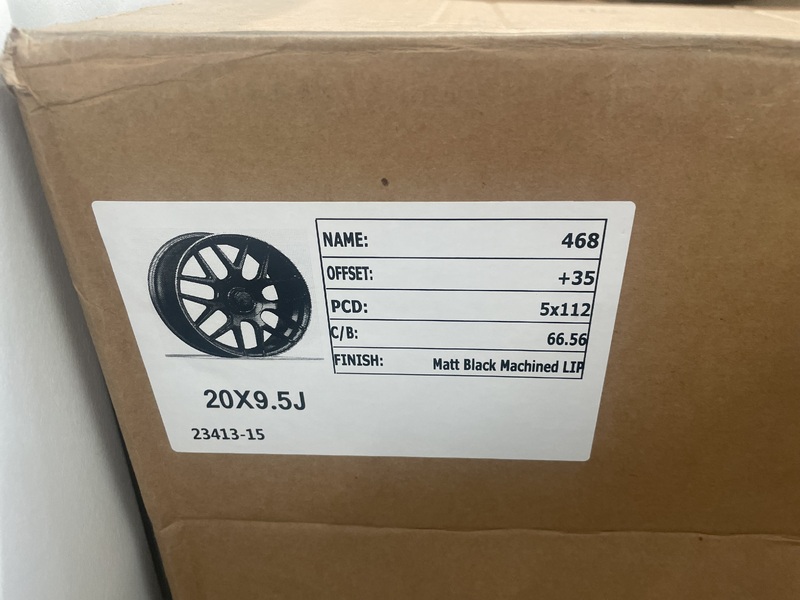 NAME: 468
OFFSET: +35
PCD: 5x112
C/B: 66.56
FINISH: Matt Black Machined LIP
20X9.5J
23413-15